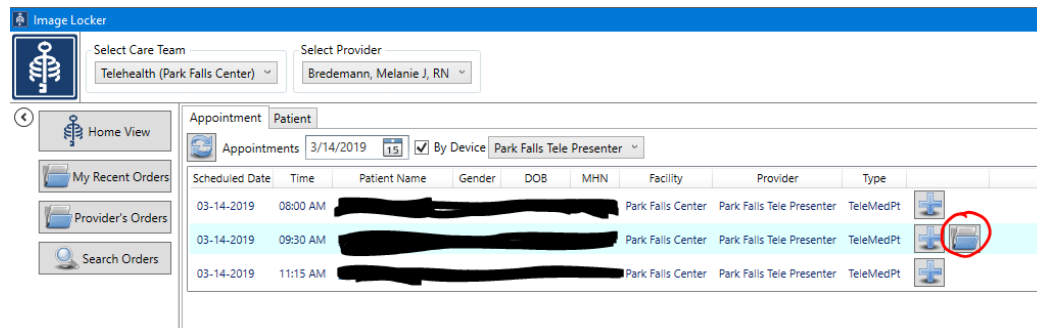 Image Locker
Select Care Team
Select Provider
Telehealth (Park Falls Center)
Bredemann, Melanie J, RN
Home View
My Recent Orders
Provider's Orders
Search Orders
Appointment Patient
Appointments 3/14/2019 15 By Device Park Falls Tele Presenter
Scheduled Date Time Patient Name Gender DOB MHN Facility Provider Type
03-14-2019 08:00 AM Park Falls Center Park Falls Tele Presenter TeleMedPt
03-14-2019 09:30 AM Park Falls Center Park Falls Tele Presenter TeleMedPt
03-14-2019 11:15 AM Park Falls Center Park Falls Tele Presenter TeleMedPt